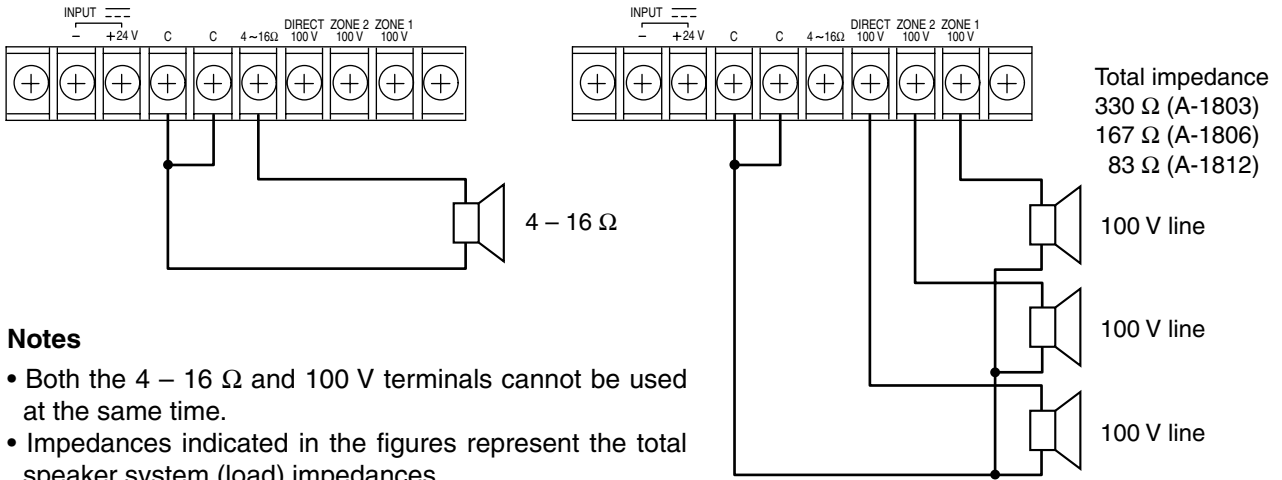 INPUT
− +24 V C C 4~16Ω DIRECT 100 V ZONE 2 100 V ZONE 1 100 V
4 – 16 Ω
INPUT
− +24 V C C 4~16Ω DIRECT 100 V ZONE 2 100 V ZONE 1 100 V
Total impedance
330 Ω (A-1803)
167 Ω (A-1806)
83 Ω (A-1812)
100 V line
100 V line
100 V line
Notes
• Both the 4 – 16 Ω and 100 V terminals cannot be used
at the same time.
• Impedances indicated in the figures represent the total
speaker system (load) impedances